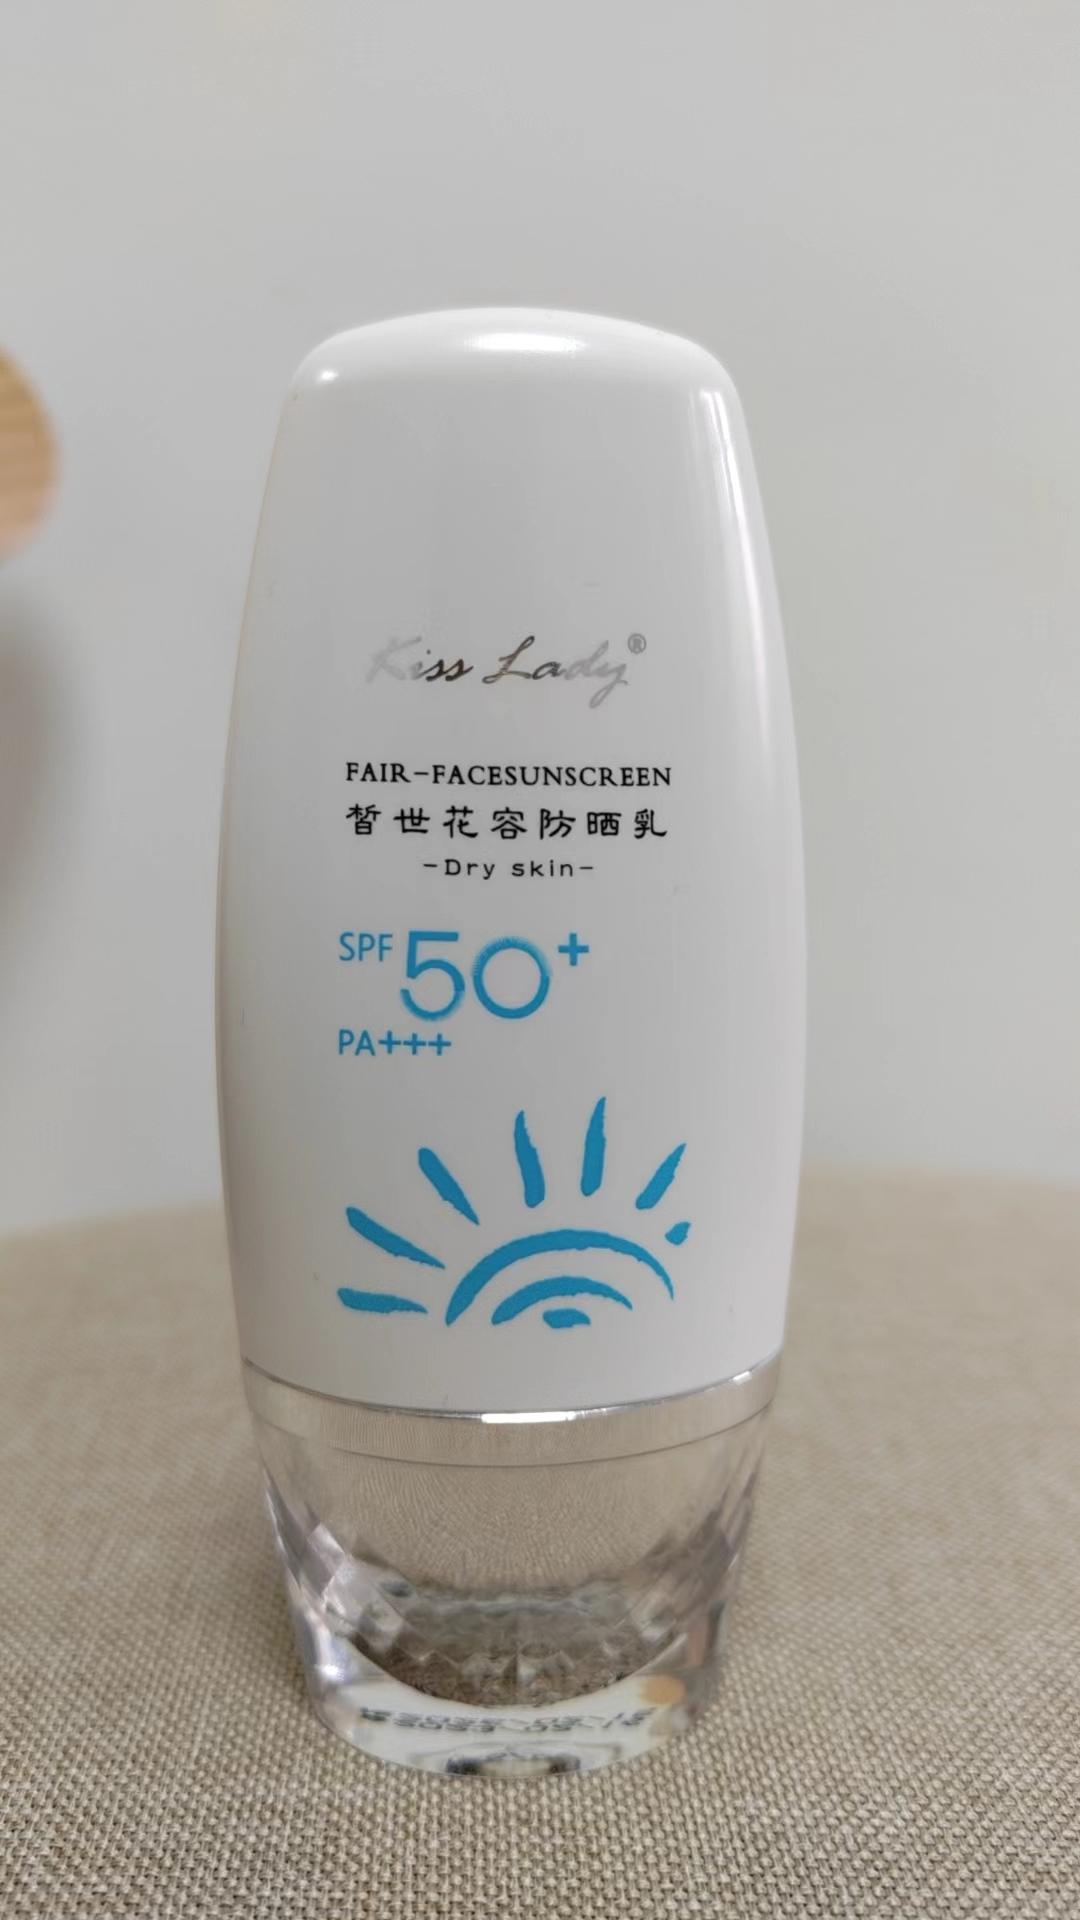 Kiss Lady®
FAIR-FACESUNSCREEN
皙世花容防晒乳
-Dry skin-
SPF 50+
PA+++